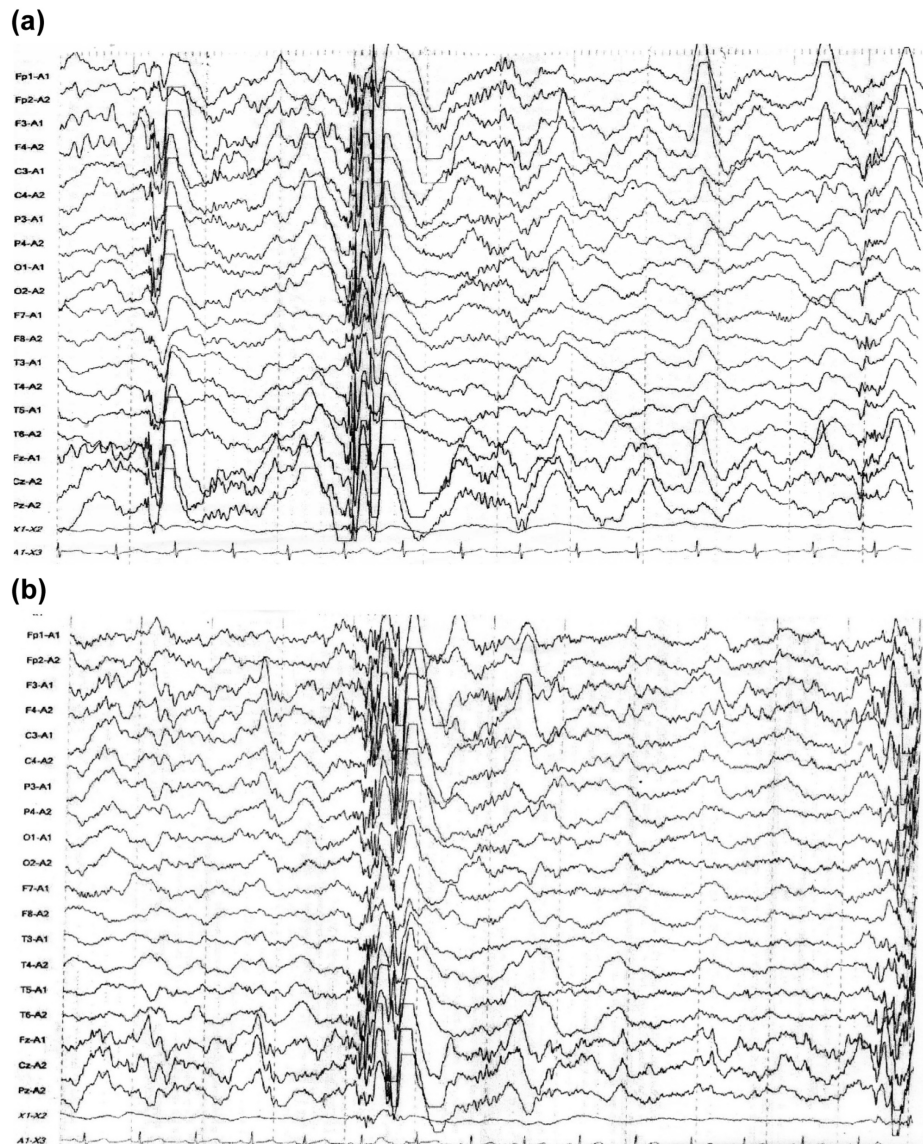 (a)
Fp1-A1
Fp2-A2
F3-A1
F4-A2
C3-A1
C4-A2
P3-A1
P4-A2
O1-A1
O2-A2
F7-A1
F8-A2
T3-A1
T4-A2
T5-A1
T6-A2
Fz-A1
Cz-A2
Pz-A2
X1-X2
A1-X3
(b)
Fp1-A1
Fp2-A2
F3-A1
F4-A2
C3-A1
C4-A2
P3-A1
P4-A2
O1-A1
O2-A2
F7-A1
F8-A2
T3-A1
T4-A2
T5-A1
T6-A2
Fz-A1
Cz-A2
Pz-A2
X1-X2
A1-X3